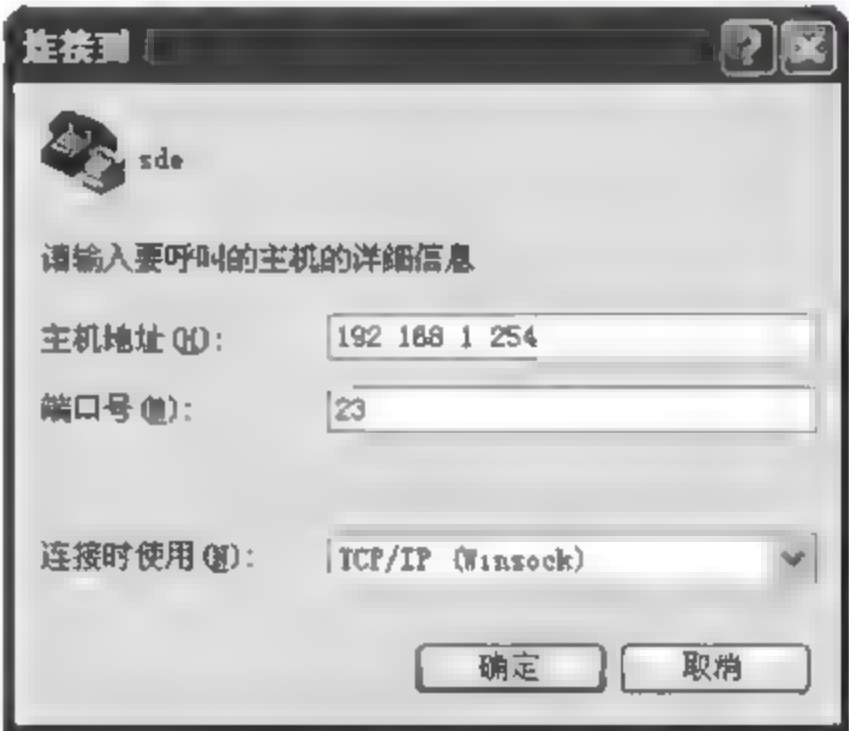 连接到
sde
请输入要呼叫的主机的详细信息
主机地址(H): 192 168 1 254
端口号(M): 23
连接时使用(N): TCP/IP (Winsock)
确定 取消